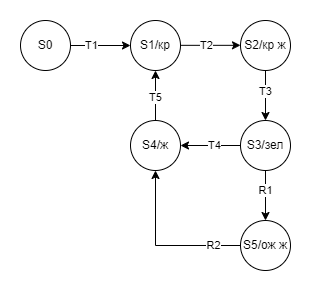 S0
T1
S1/кр
T2
S2/кр ж
T3
T5
S4/ж
T4
S3/зел
R1
R2
S5/ож ж